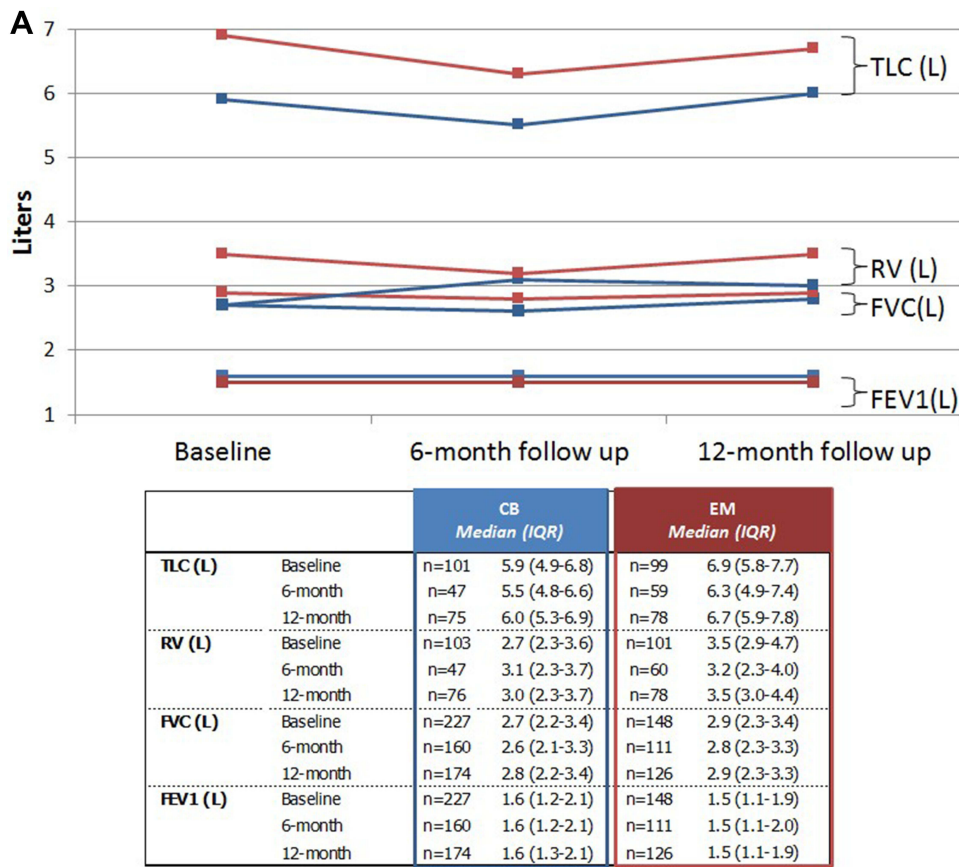 A
7
6
5
4
3
2
1
Liters
TLC (L)
RV (L)
FVC(L)
FEV1(L)
Baseline 6-month follow up 12-month follow up
CB EM
Median (IQR) Median (IQR)
TLC (L) Baseline n=101 5.9 (4.9-6.8) n=99 6.9 (5.8-7.7)
6-month n=47 5.5 (4.8-6.6) n=59 6.3 (4.9-7.4)
12-month n=75 6.0 (5.3-6.9) n=78 6.7 (5.9-7.8)
RV (L) Baseline n=103 2.7 (2.3-3.6) n=101 3.5 (2.9-4.7)
6-month n=47 3.1 (2.3-3.7) n=60 3.2 (2.3-4.0)
12-month n=76 3.0 (2.3-3.7) n=78 3.5 (3.0-4.4)
FVC (L) Baseline n=227 2.7 (2.2-3.4) n=148 2.9 (2.3-3.4)
6-month n=160 2.6 (2.1-3.3) n=111 2.8 (2.3-3.3)
12-month n=174 2.8 (2.2-3.4) n=126 2.9 (2.3-3.3)
FEV1 (L) Baseline n=227 1.6 (1.2-2.1) n=148 1.5 (1.1-1.9)
6-month n=160 1.6 (1.2-2.1) n=111 1.5 (1.1-2.0)
12-month n=174 1.6 (1.3-2.1) n=126 1.5 (1.1-1.9)